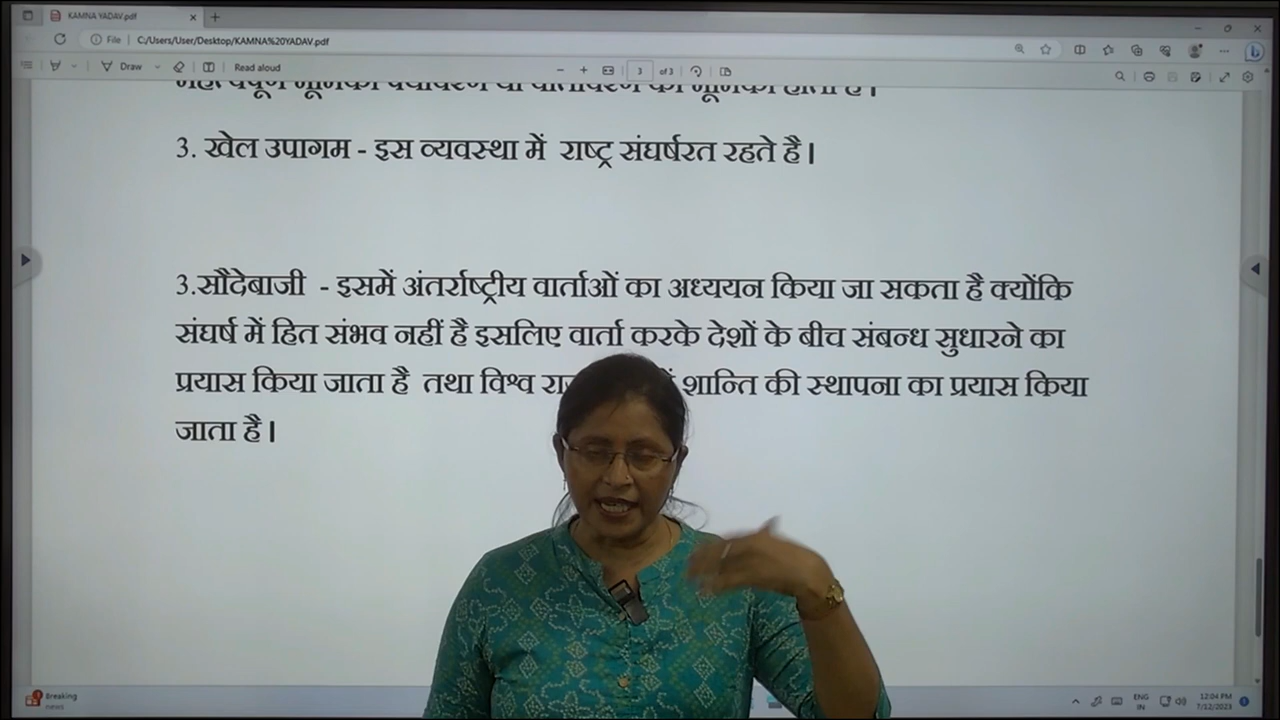 KAMNA YADAV.pdf
File
C:/Users/User/Desktop/KAMNA%20YADAV.pdf
Draw
Read aloud
3 of 3
3. खेल उपागम - इस व्यवस्था में राष्ट्र संघर्षरत रहते है।
3.सौदेबाजी - इसमें अंतर्राष्ट्रीय वार्ताओं का अध्ययन किया जा सकता है क्योंकि
संघर्ष में हित संभव नहीं है इसलिए वार्ता करके देशों के बीच संबन्ध सुधारने का
प्रयास किया जाता है तथा विश्व शान्ति की स्थापना का प्रयास किया
जाता है।
Breaking
news
ENG
IN
12:04 PM
7/12/2023